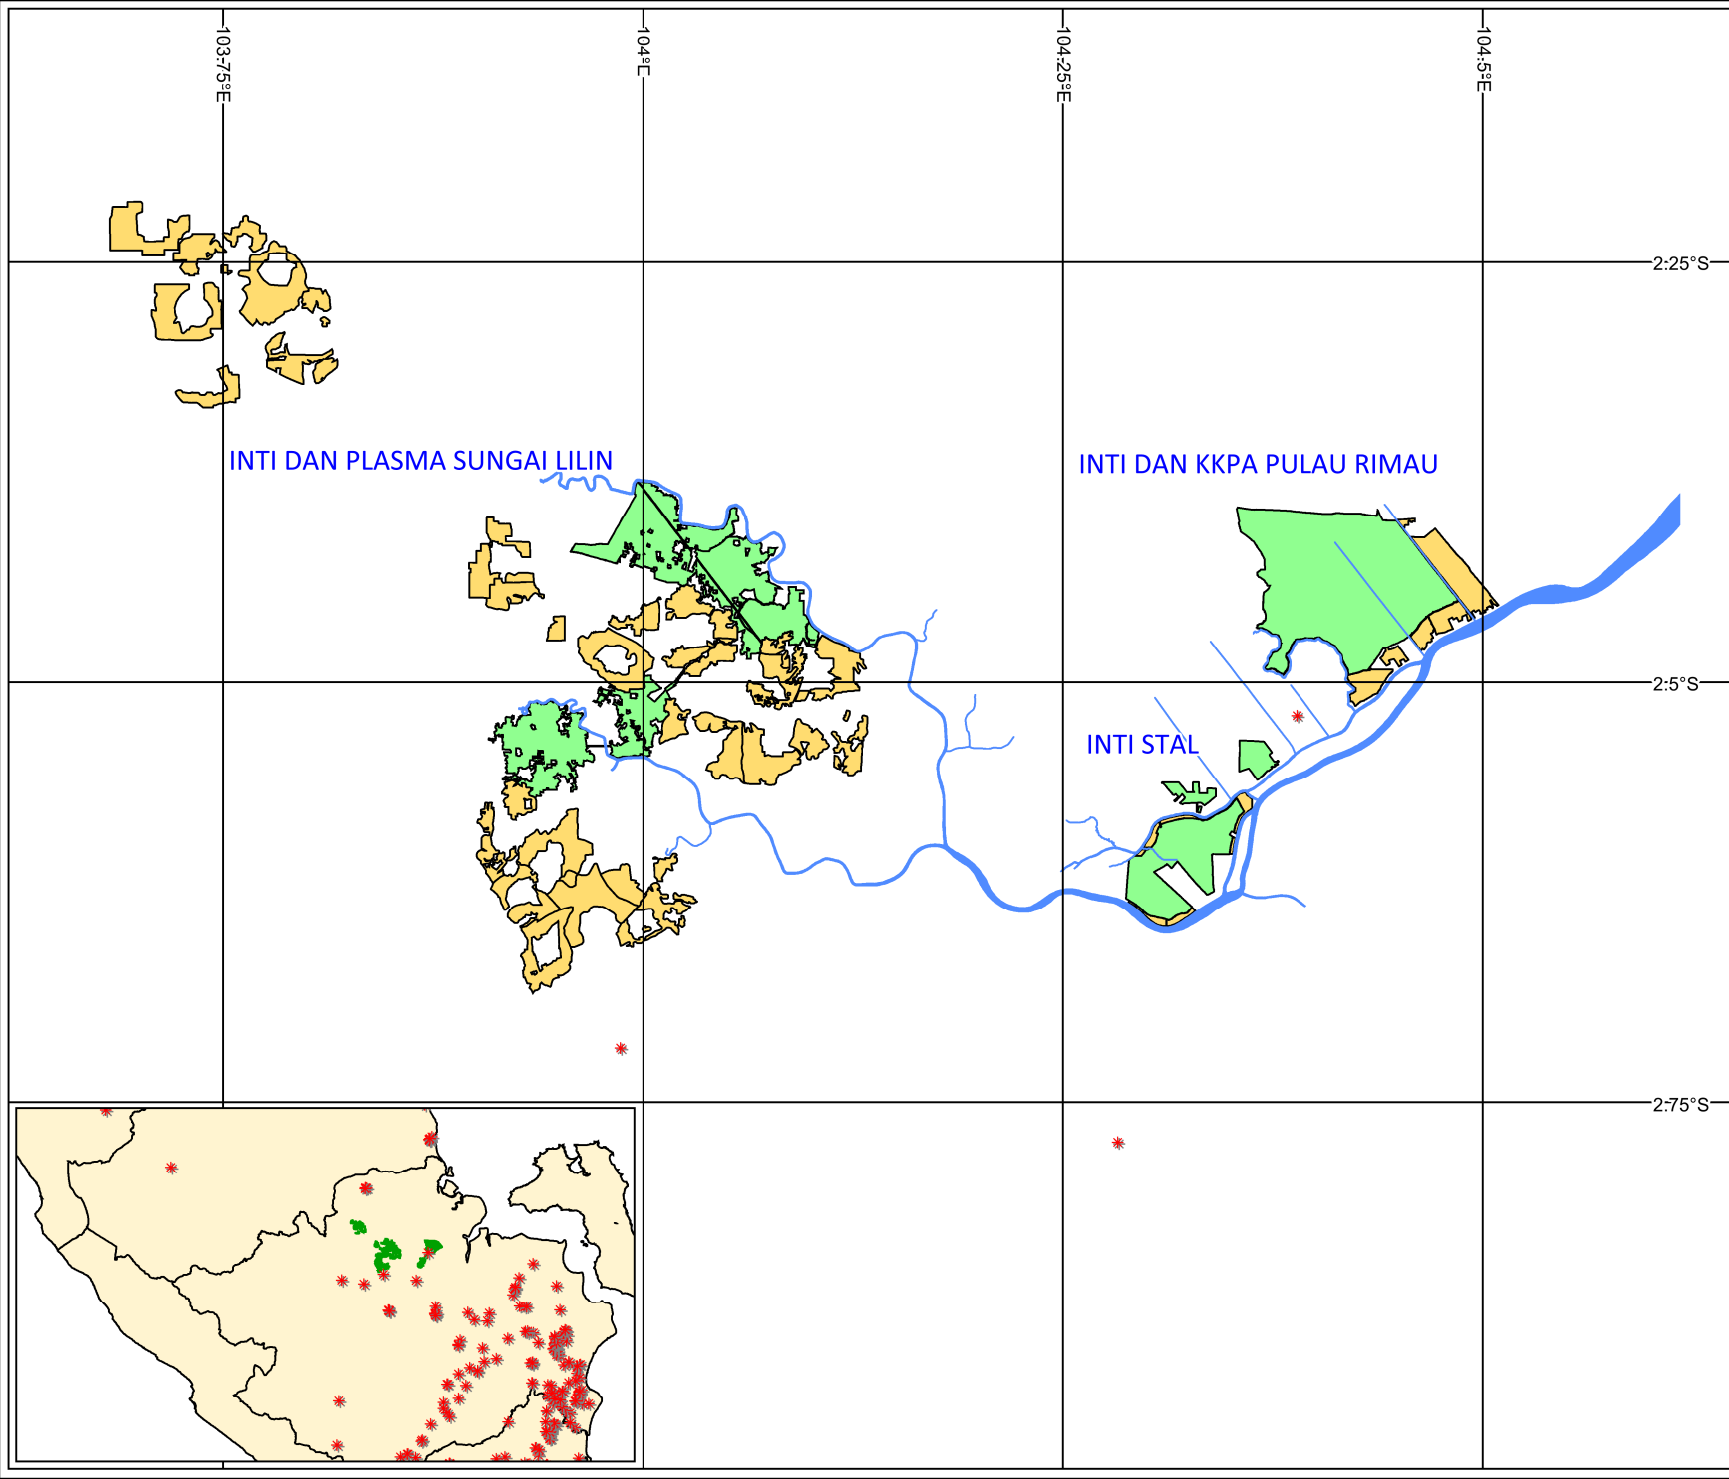 103.75°E
104°E
104.25°E
104.5°E
2.25°S
INTI DAN PLASMA SUNGAI LILIN
INTI DAN KKPA PULAU RIMAU
2.5°S
INTI STAL
2.75°S